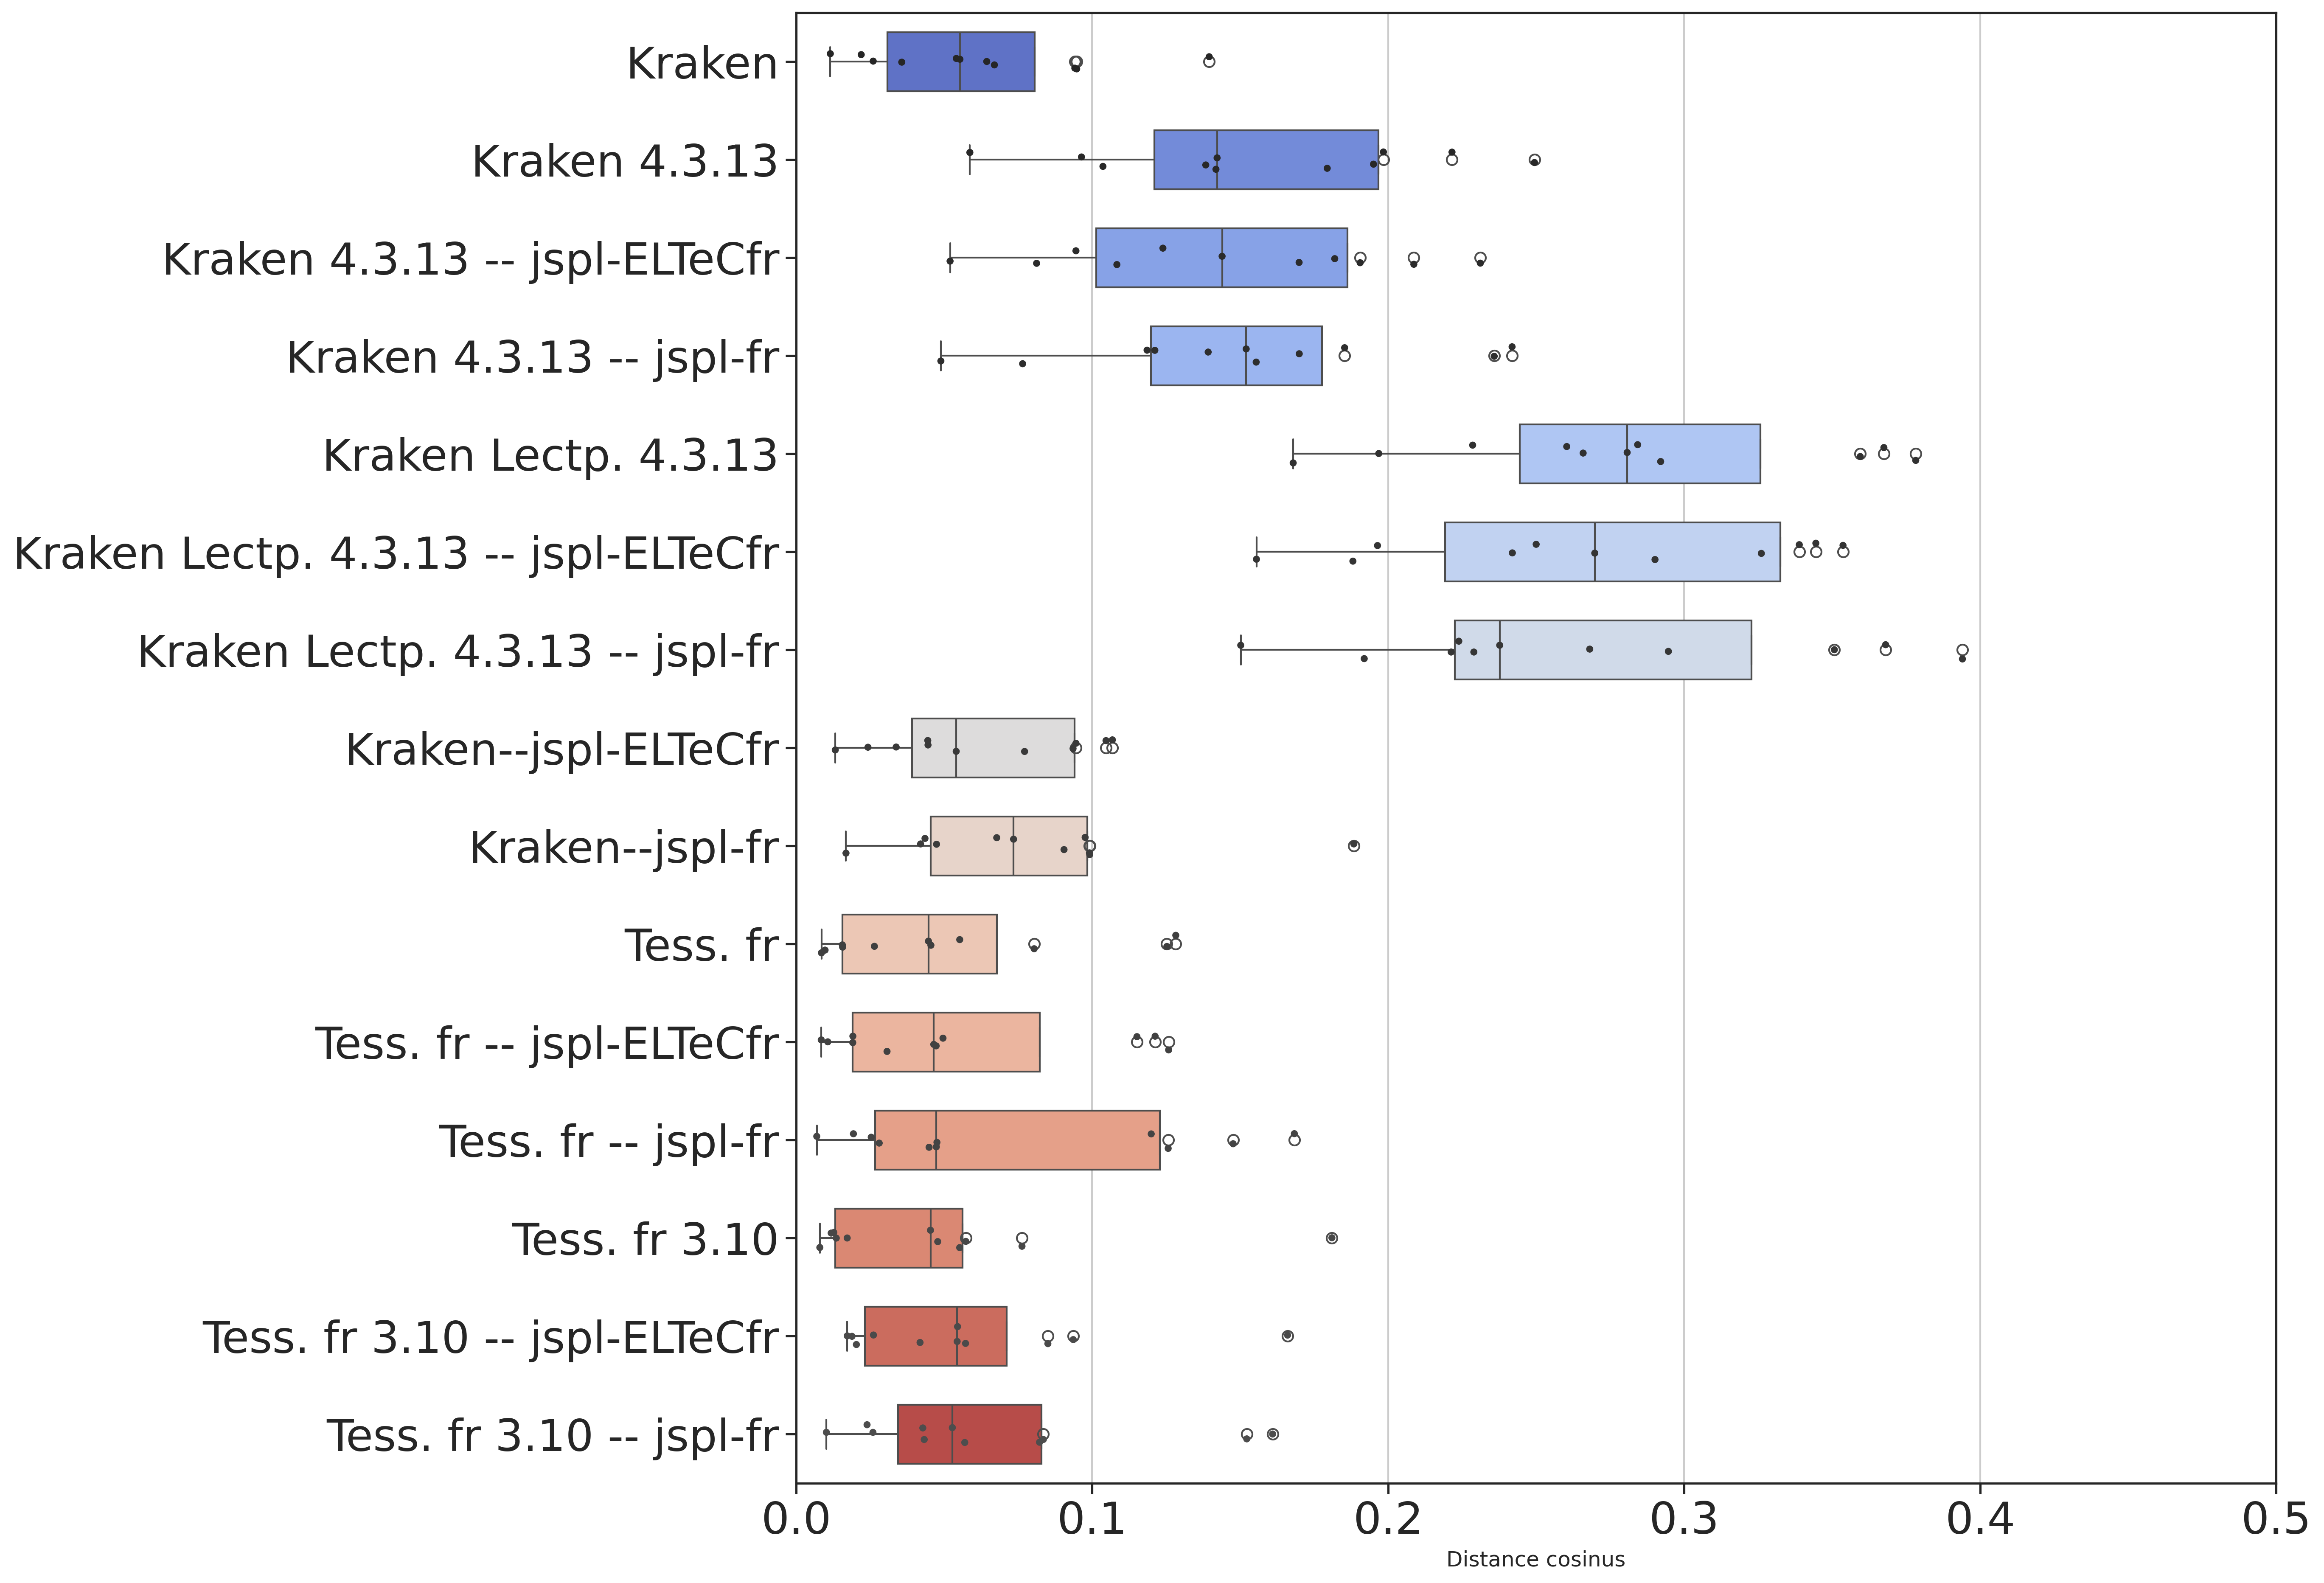 Kraken
Kraken 4.3.13
Kraken 4.3.13 -- jspl-ELTeCfr
Kraken 4.3.13 -- jspl-fr
Kraken Lectp. 4.3.13
Kraken Lectp. 4.3.13 -- jspl-ELTeCfr
Kraken Lectp. 4.3.13 -- jspl-fr
Kraken--jspl-ELTeCfr
Kraken--jspl-fr
Tess. fr
Tess. fr -- jspl-ELTeCfr
Tess. fr -- jspl-fr
Tess. fr 3.10
Tess. fr 3.10 -- jspl-ELTeCfr
Tess. fr 3.10 -- jspl-fr
0.0 0.1 0.2 0.3 0.4 0.5
Distance cosinus